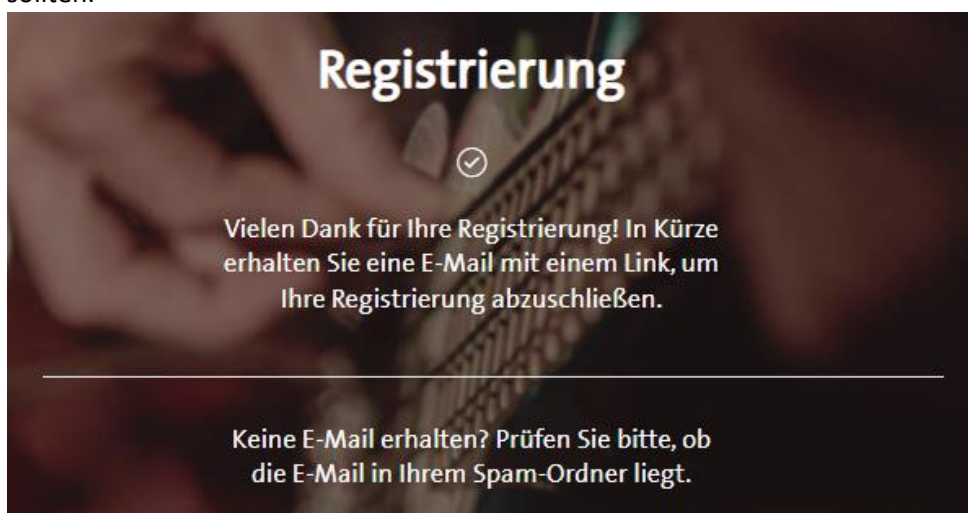 sollten.
Registrierung
Vielen Dank für Ihre Registrierung! In Kürze
erhalten Sie eine E-Mail mit einem Link, um
Ihre Registrierung abzuschließen.
Keine E-Mail erhalten? Prüfen Sie bitte, ob
die E-Mail in Ihrem Spam-Ordner liegt.